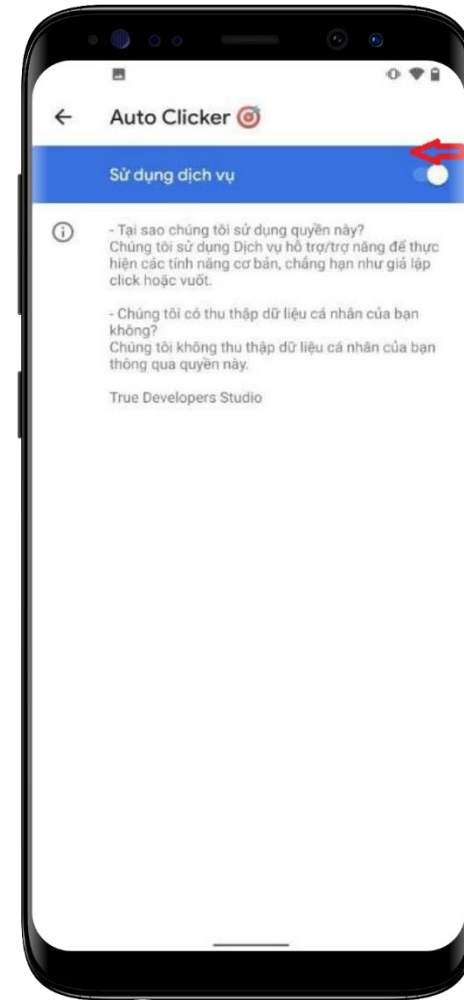 Auto Clicker
Sử dụng dịch vụ
- Tại sao chúng tôi sử dụng quyền này?
Chúng tôi sử dụng Dịch vụ hỗ trợ/trợ năng để thực
hiện các tính năng cơ bản, chẳng hạn như giả lập
click hoặc vuốt.
- Chúng tôi có thu thập dữ liệu cá nhân của bạn
không?
Chúng tôi không thu thập dữ liệu cá nhân của bạn
thông qua quyền này.
True Developers Studio